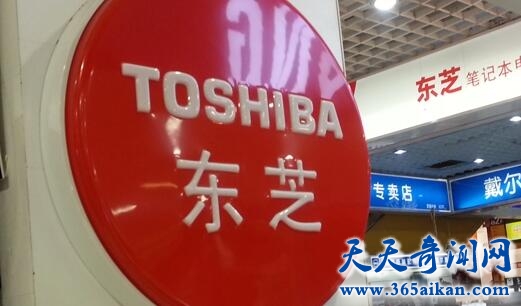 TOSHIBA
东芝
东芝 笔记本电
专卖店
戴尔
天天奇闻网
www.365aikan.com